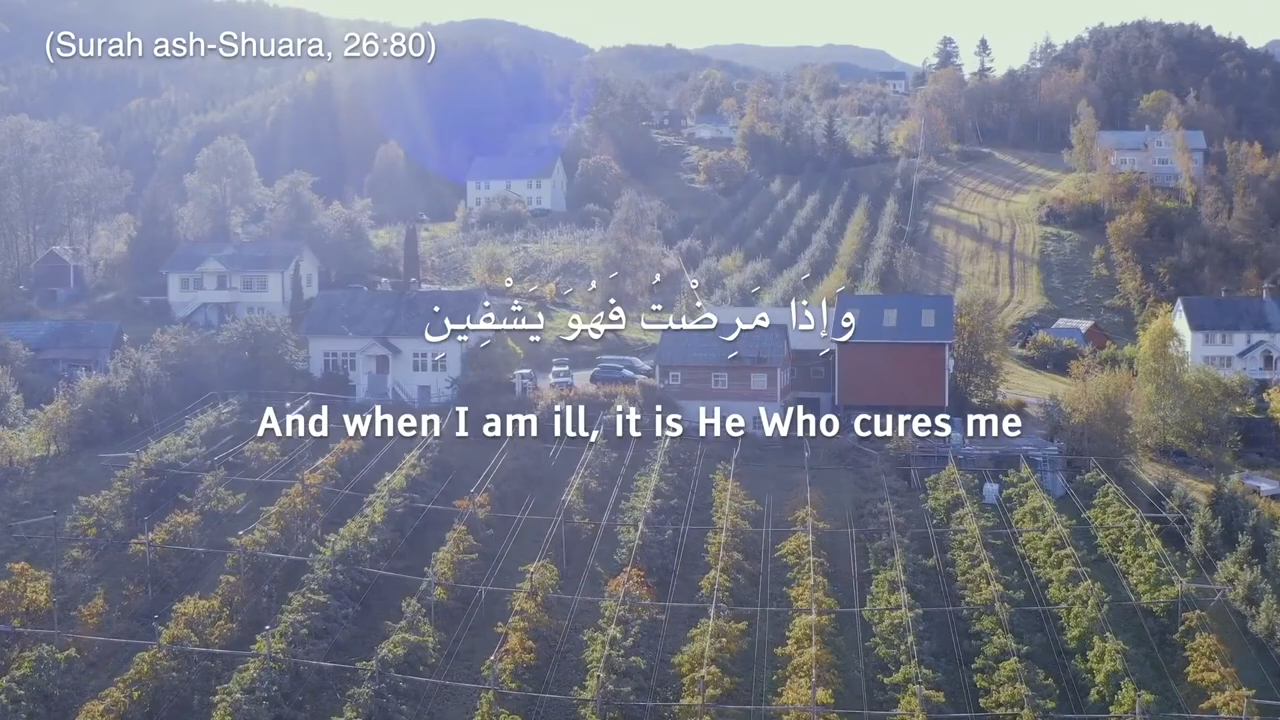 (Surah ash-Shuara, 26:80)
وَإِذَا مَرِضْتُ فَهُوَ يَشْفِينِ
And when I am ill, it is He Who cures me